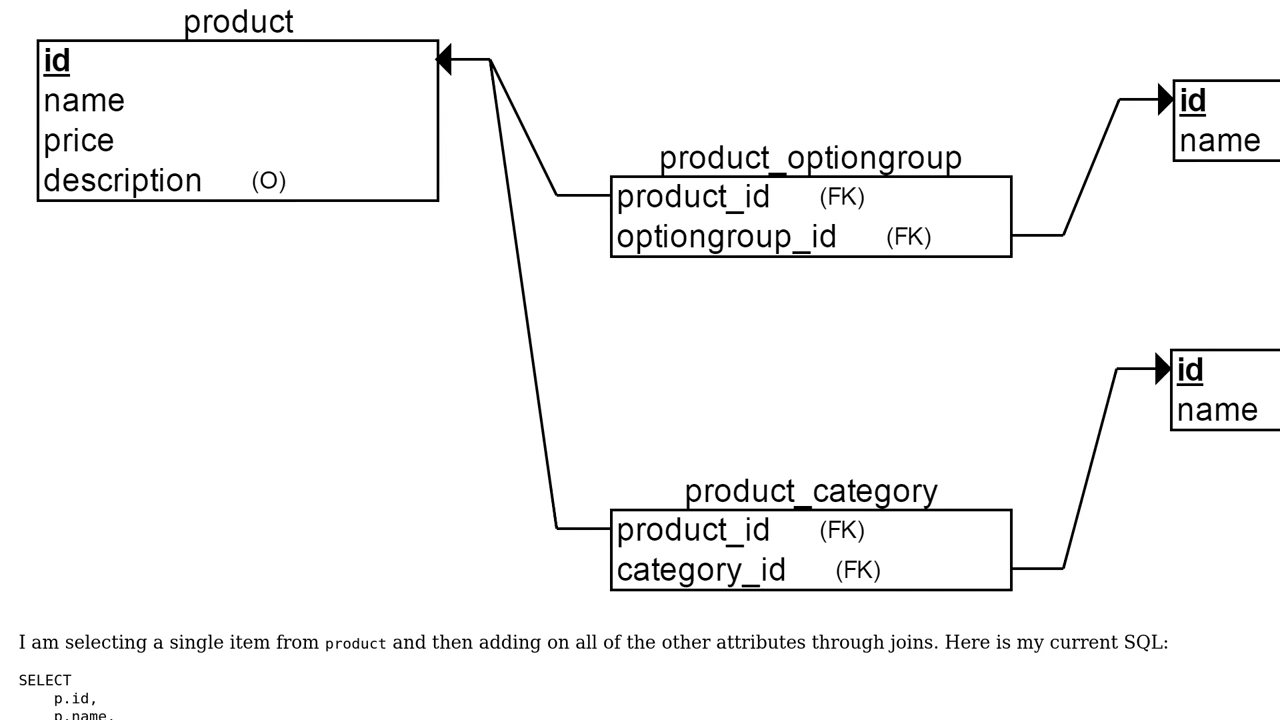 product
id
name
price
description (O)
product_optiongroup
product_id (FK)
optiongroup_id (FK)
id
name
product_category
product_id (FK)
category_id (FK)
id
name
I am selecting a single item from product and then adding on all of the other attributes through joins. Here is my current SQL:
SELECT
    p.id,
    p.name,